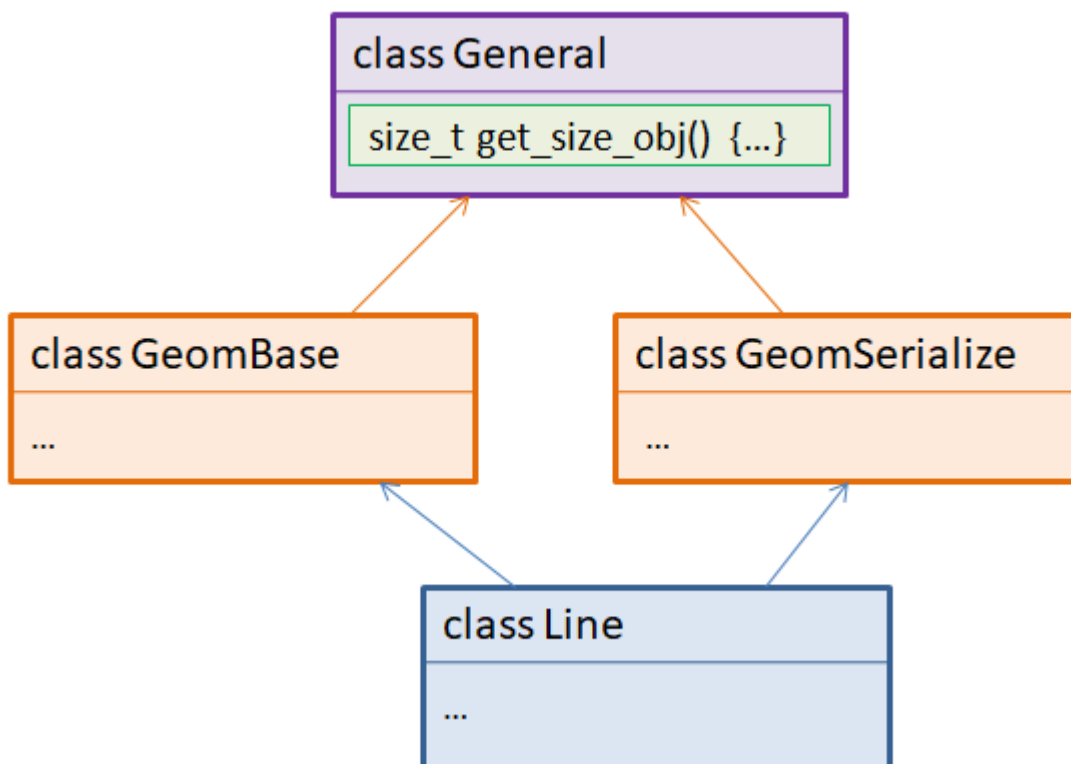 class General
size_t get_size_obj() {...}
class GeomBase
...
class GeomSerialize
...
class Line
...